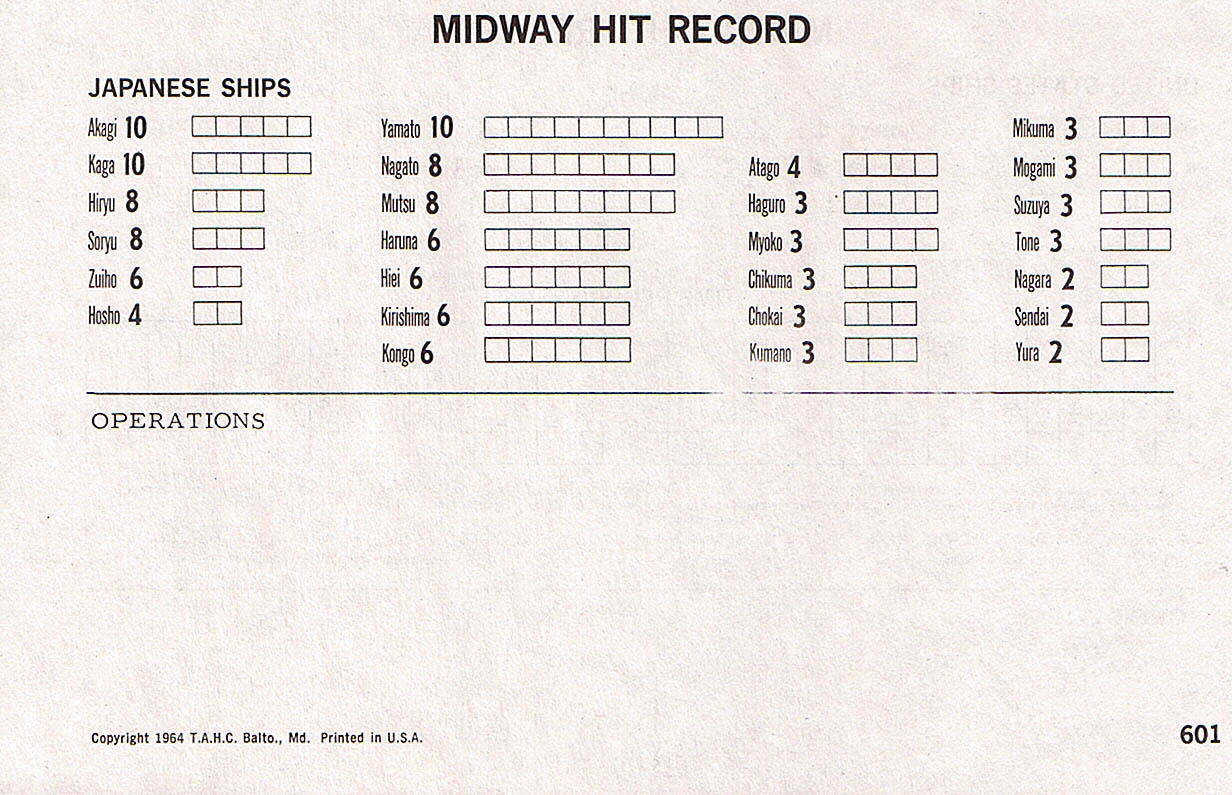 MIDWAY HIT RECORD
JAPANESE SHIPS
Akagi 10
Kaga 10
Hiryu 8
Soryu 8
Zuiho 6
Hosho 4
Yamato 10
Nagato 8
Mutsu 8
Haruna 6
Hiei 6
Kirishima 6
Kongo 6
Atago 4
Haguro 3
Myoko 3
Chikuma 3
Chokai 3
Kumano 3
Mikuma 3
Mogami 3
Suzuya 3
Tone 3
Nagara 2
Sendai 2
Yura 2
OPERATIONS
Copyright 1964 T.A.H.C. Balto., Md. Printed in U.S.A.
601